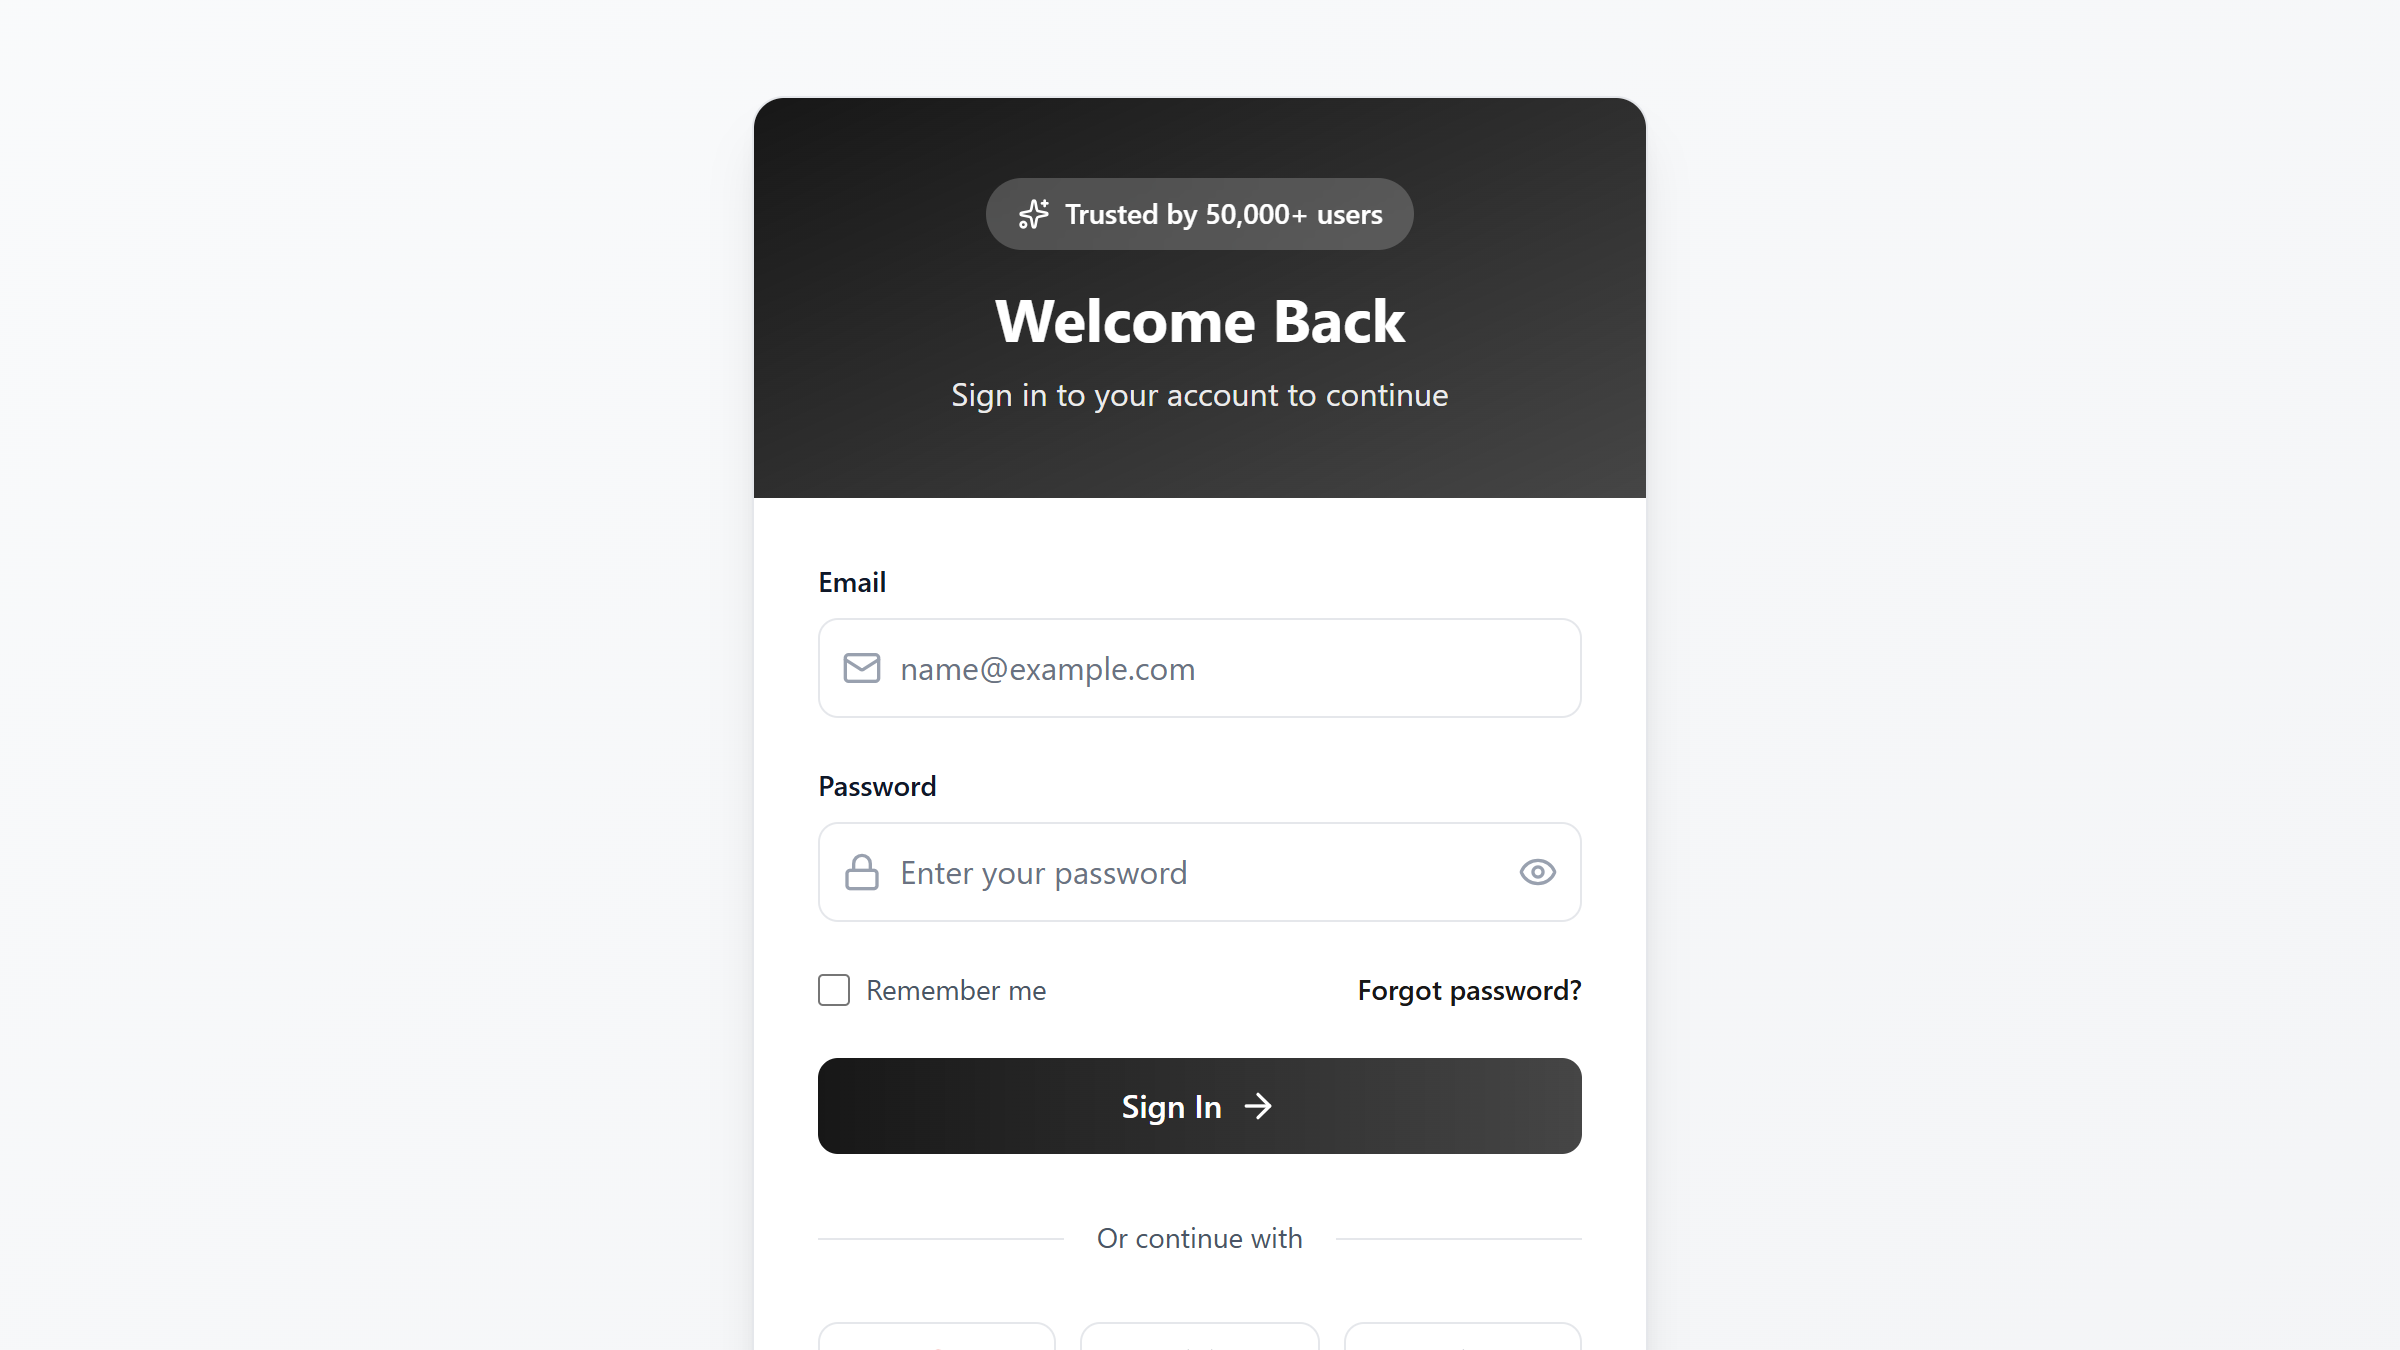 Trusted by 50,000+ users
Welcome Back
Sign in to your account to continue
Email
name@example.com
Password
Enter your password
Remember me
Forgot password?
Sign In
Or continue with